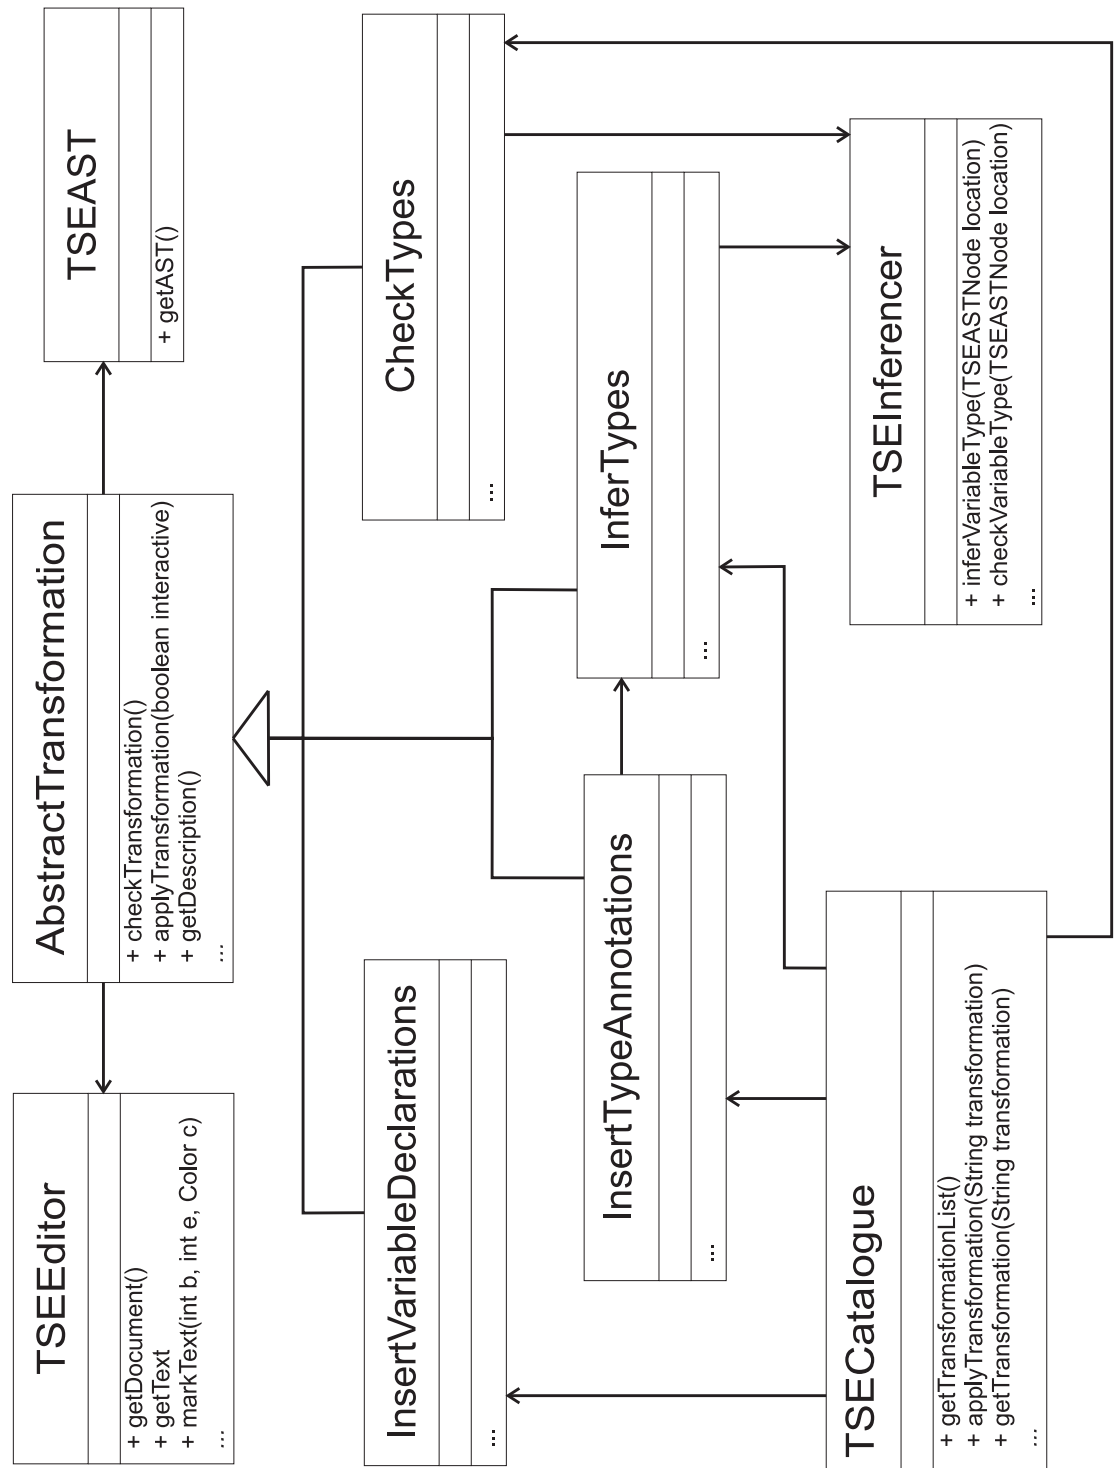 TSEEditor
+ getDocument()
+ getText
+ markText(int b, int e, Color c)
...
AbstractTransformation
+ checkTransformation()
+ applyTransformation(boolean interactive)
+ getDescription()
...
TSEAST
+ getAST()
InsertVariableDeclarations
...
CheckTypes
...
InsertTypeAnnotations
...
InferTypes
...
TSECatalogue
+ getTransformationList()
+ applyTransformation(String transformation)
+ getTransformation(String transformation)
...
TSEInferencer
+ inferVariableType(TSEASTNode location)
+ checkVariableType(TSEASTNode location)
...